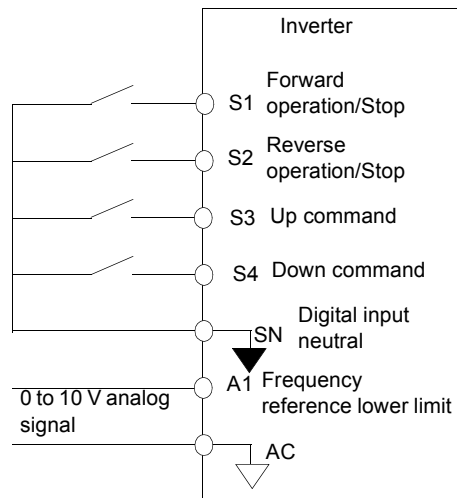 Inverter
S1 Forward
operation/Stop
S2 Reverse
operation/Stop
S3 Up command
S4 Down command
SN Digital input
neutral
A1 Frequency
reference lower limit
0 to 10 V analog
signal
AC